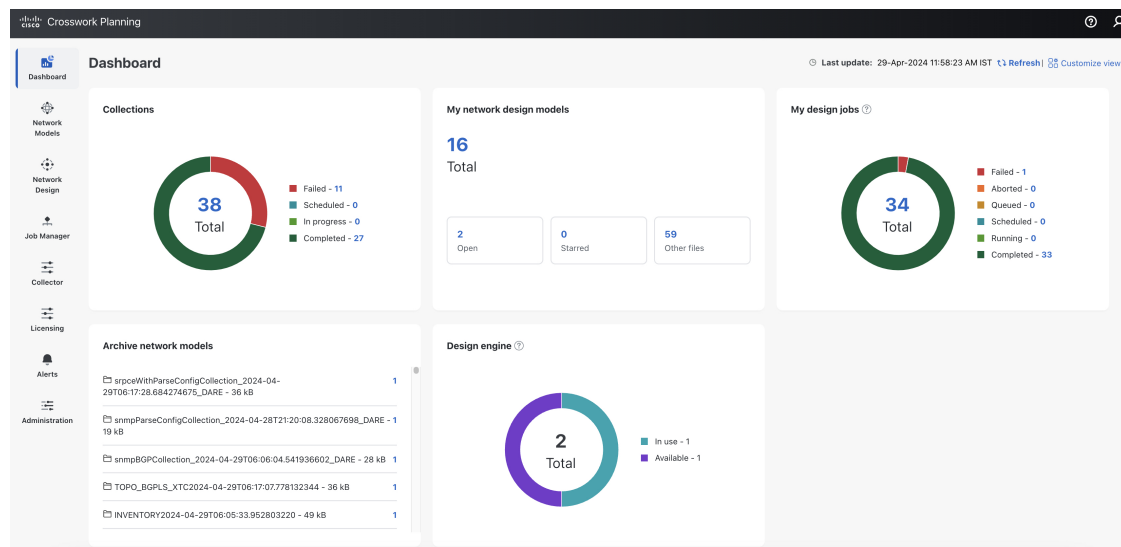 cisco Crosswork Planning
Dashboard
Network
Models
Network
Design
Job Manager
Collector
Licensing
Alerts
Administration
Dashboard
Last update: 29-Apr-2024 11:58:23 AM IST Refresh | Customize view
Collections
38
Total
Failed - 11
Scheduled - 0
In progress - 0
Completed - 27
My network design models
16
Total
2
Open
0
Starred
59
Other files
My design jobs ?
34
Total
Failed - 1
Aborted - 0
Queued - 0
Scheduled - 0
Running - 0
Completed - 33
Archive network models
srpceWithParseConfigCollection_2024-04- 1
29T06:17:28.684274675_DARE - 36 kB
snmpParseConfigCollection_2024-04-28T21:20:08.328067698_DARE - 1
19 kB
snmpBGPCollection_2024-04-29T06:06:04.541936602_DARE - 28 kB 1
TOPO_BGPLS_XTC2024-04-29T06:17:07.778132344 - 36 kB 1
INVENTORY2024-04-29T06:05:33.952803220 - 49 kB 1
Design engine ?
2
Total
In use - 1
Available - 1